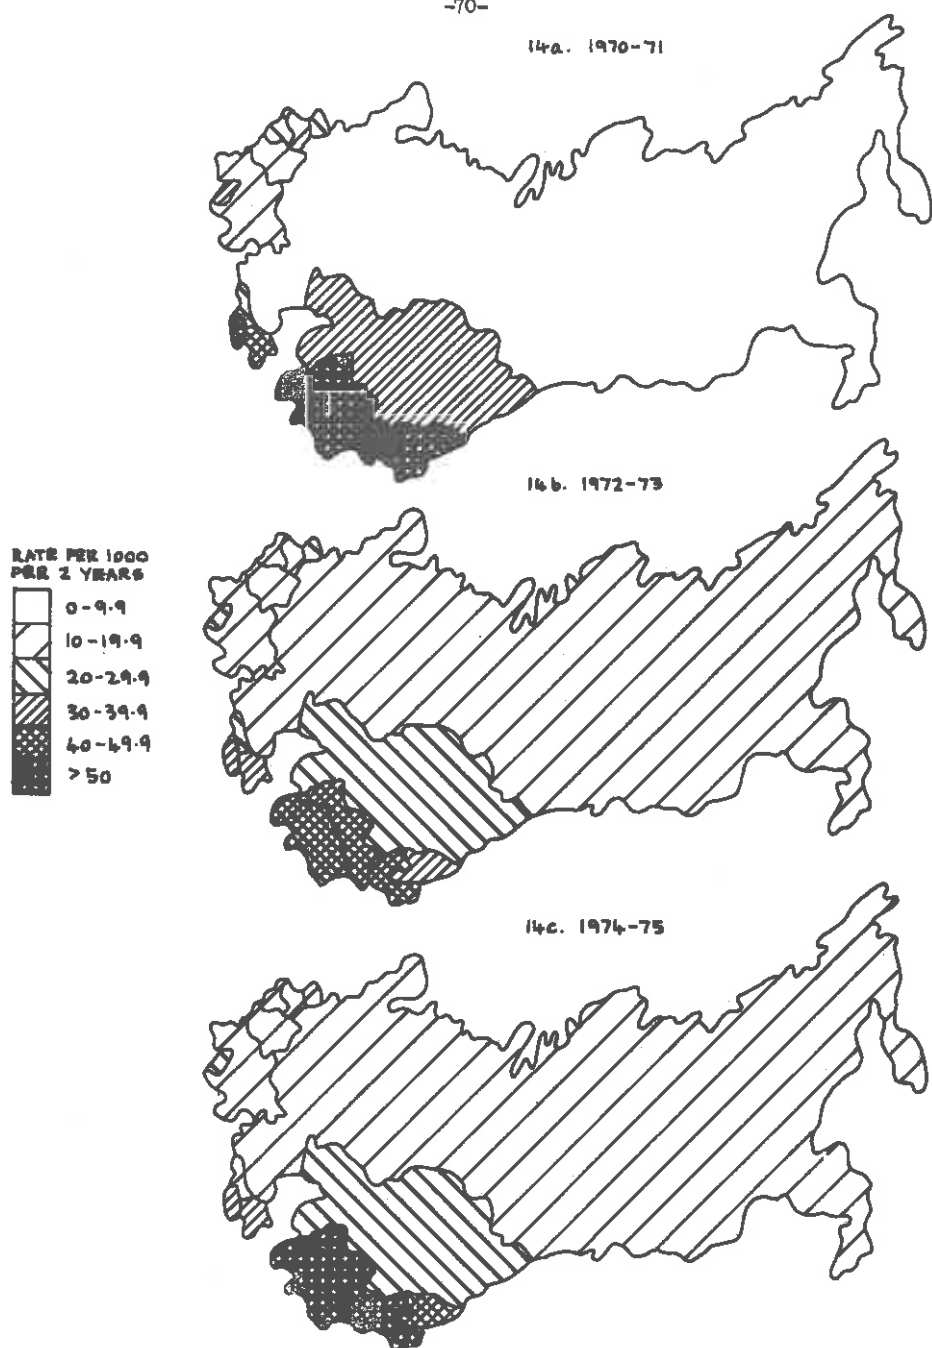 -70-
14a. 1970-71
14b. 1972-73
RATE PER 1000
PER 2 YEARS
0-9.9
10-19.9
20-29.9
30-39.9
40-49.9
>50
14c. 1974-75